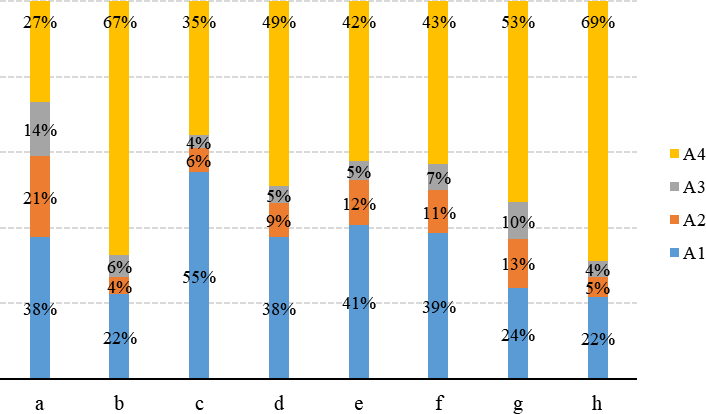 27% 67% 35% 49% 42% 43% 53% 69%
14% 6% 4% 5% 5% 7% 10% 4%
21% 4% 6% 9% 12% 11% 13% 5%
38% 22% 55% 38% 41% 39% 24% 22%
a b c d e f g h
A4
A3
A2
A1